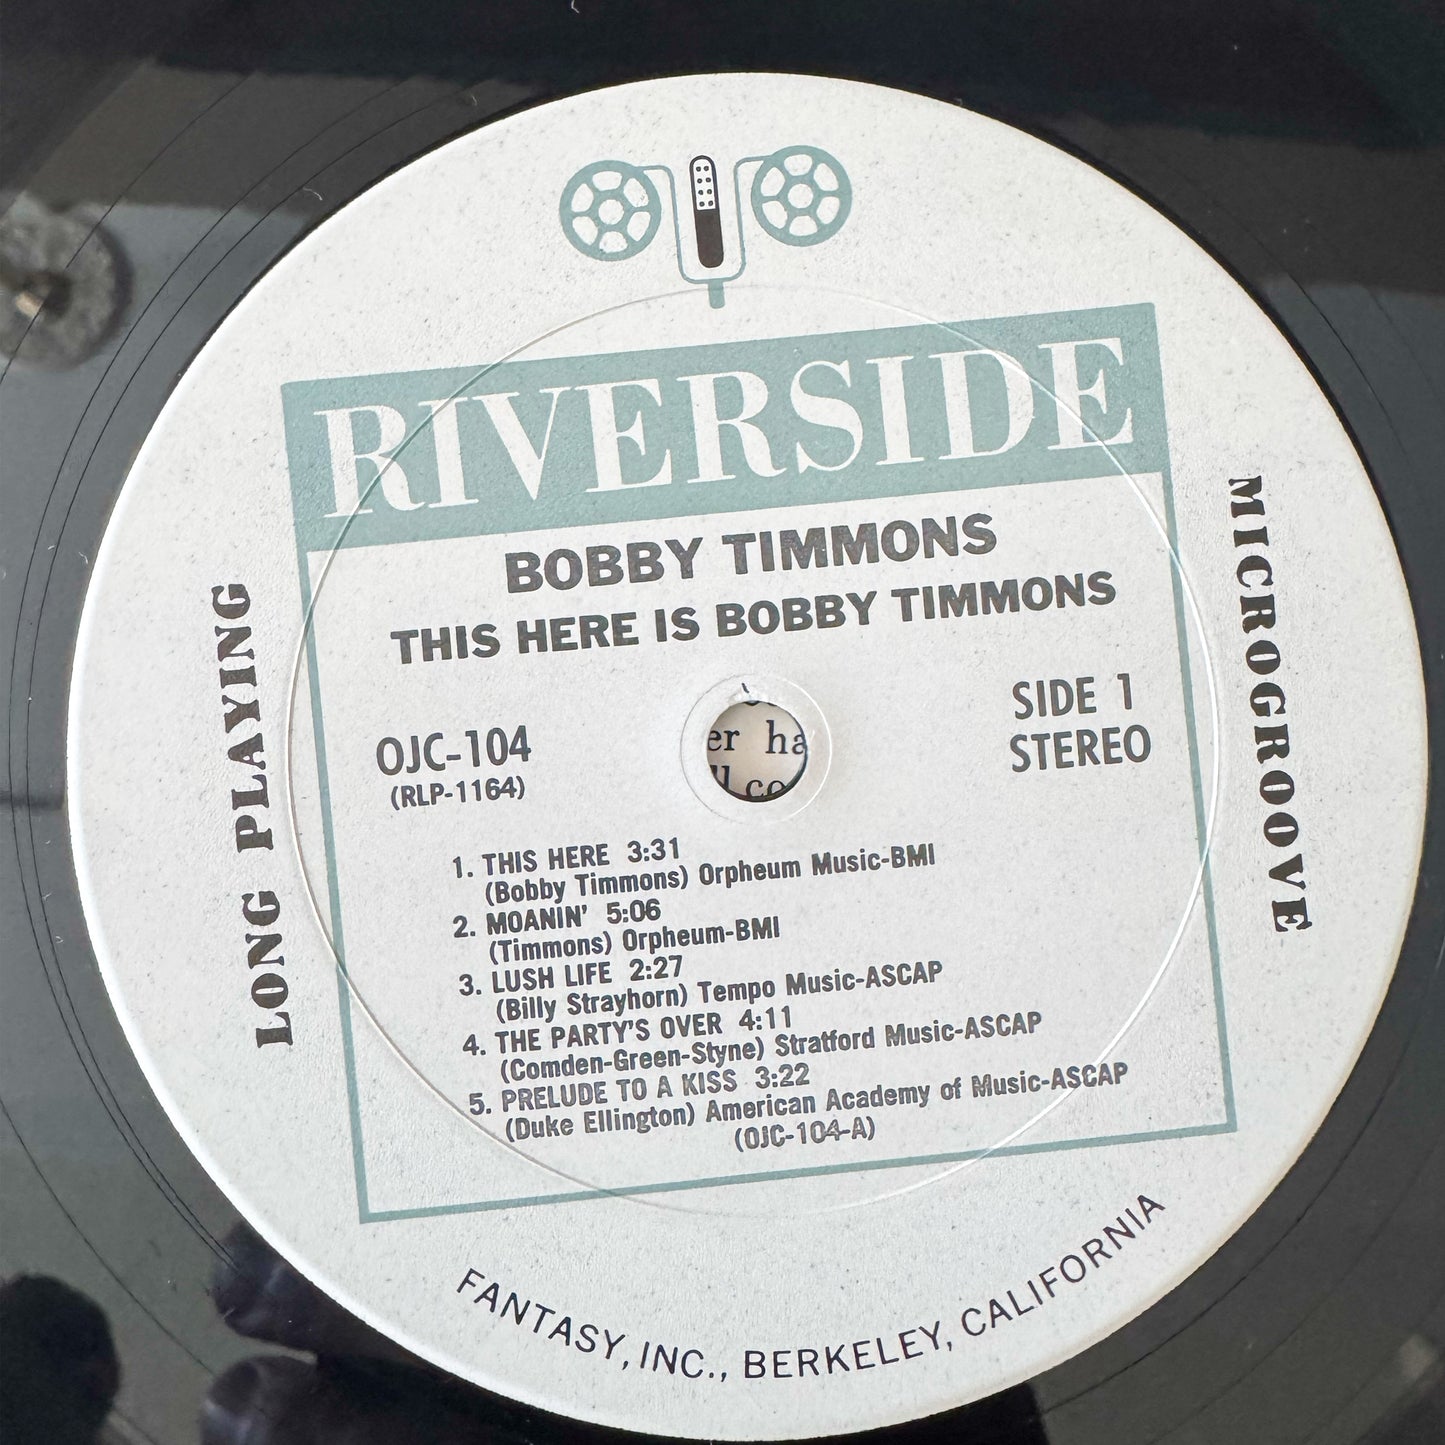 RIVERSIDE
BOBBY TIMMONS
THIS HERE IS BOBBY TIMMONS
LONG PLAYING
MICROGROOVE
OJC-104
(RLP-1164)
SIDE 1
STEREO
er ha
1. THIS HERE 3:31
(Bobby Timmons) Orpheum Music-BMI
2. MOANIN' 5:06
(Timmons) Orpheum-BMI
3. LUSH LIFE 2:27
(Billy Strayhorn) Tempo Music-ASCAP
4. THE PARTY'S OVER 4:11
(Comden-Green-Styne) Stratford Music-ASCAP
5. PRELUDE TO A KISS 3:22
(Duke Ellington) American Academy of Music-ASCAP
(OJC-104-A)
FANTASY, INC., BERKELEY, CALIFORNIA